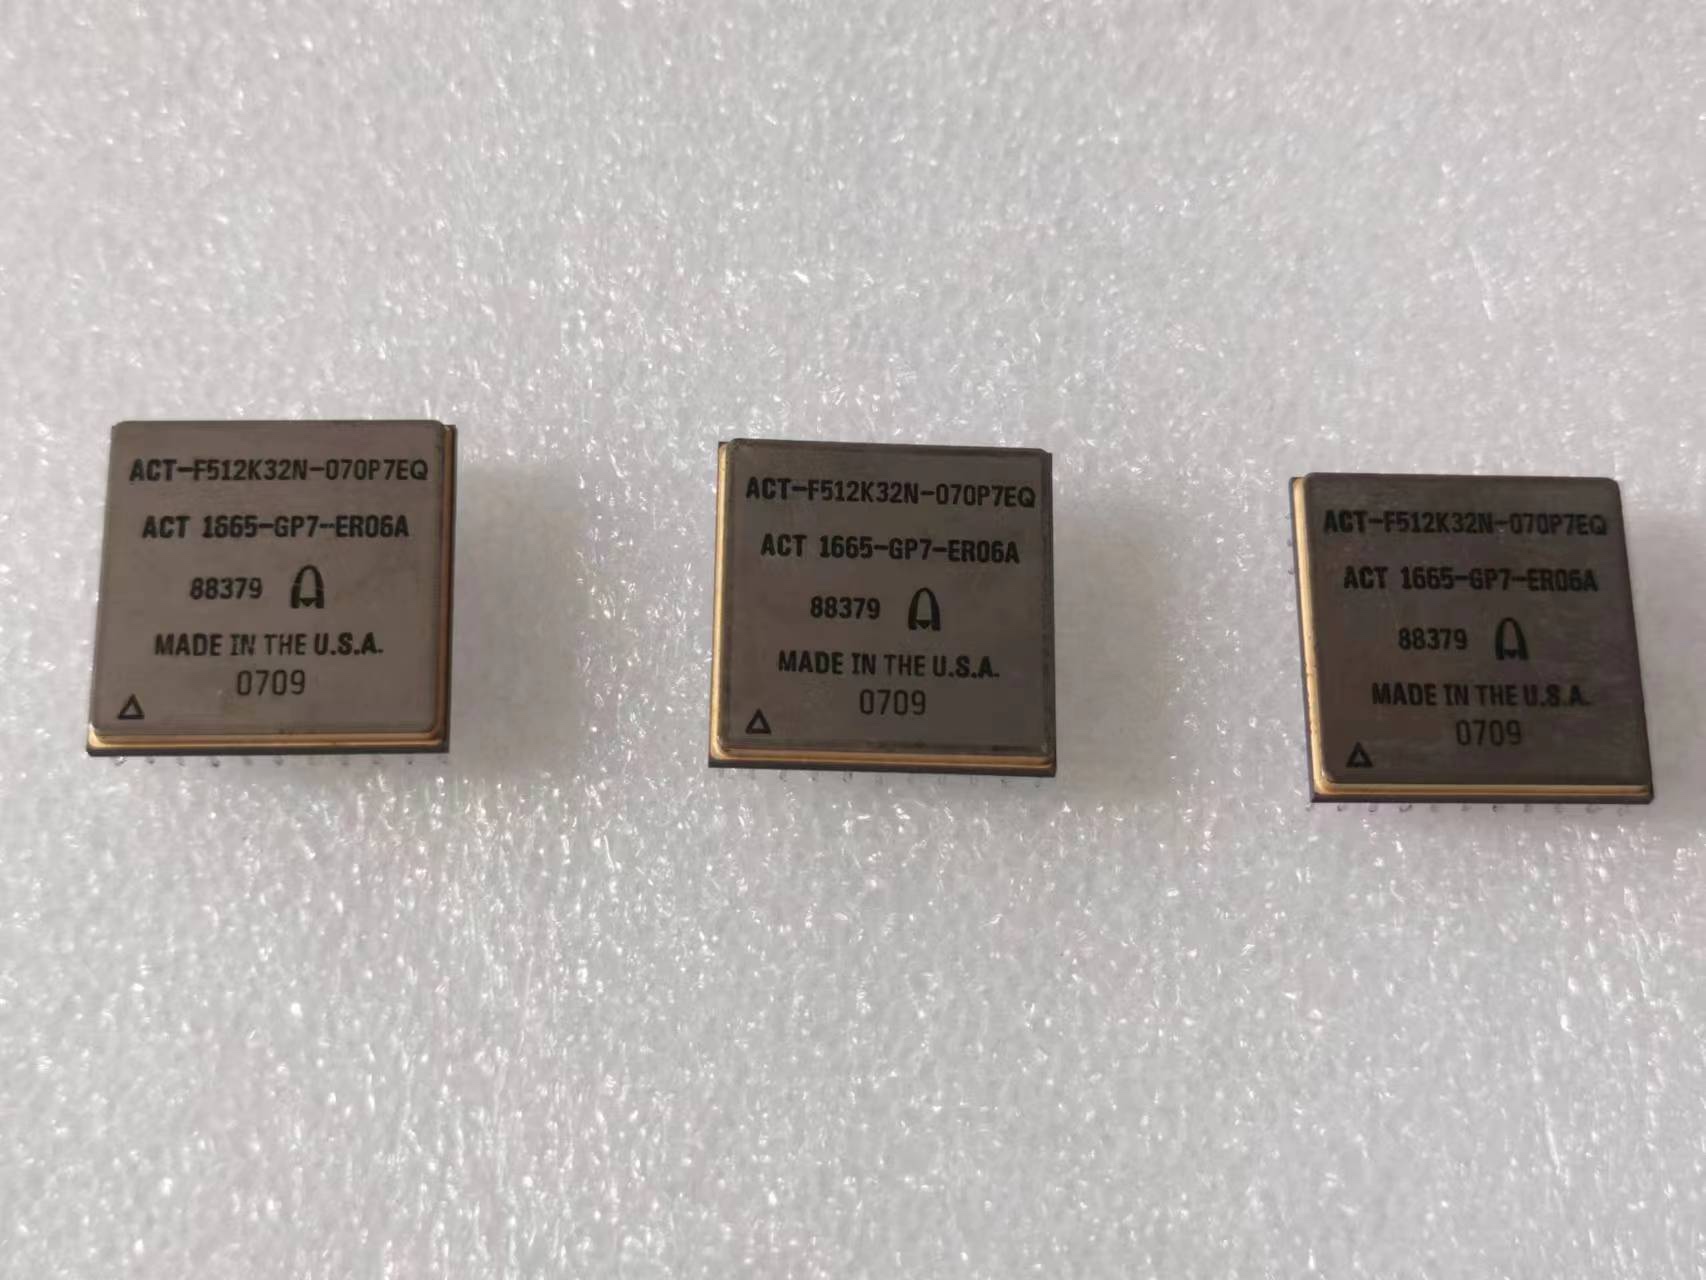 ACT-F512K32N-070P7EQ
ACT 1665-GP7-ER06A
88379
MADE IN THE U.S.A.
0709
ACT-F512K32N-070P7EQ
ACT 1665-GP7-ER06A
88379
MADE IN THE U.S.A.
0709
ACT-F512K32N-070P7EQ
ACT 1665-GP7-ER06A
88379
MADE IN THE U.S.A.
0709